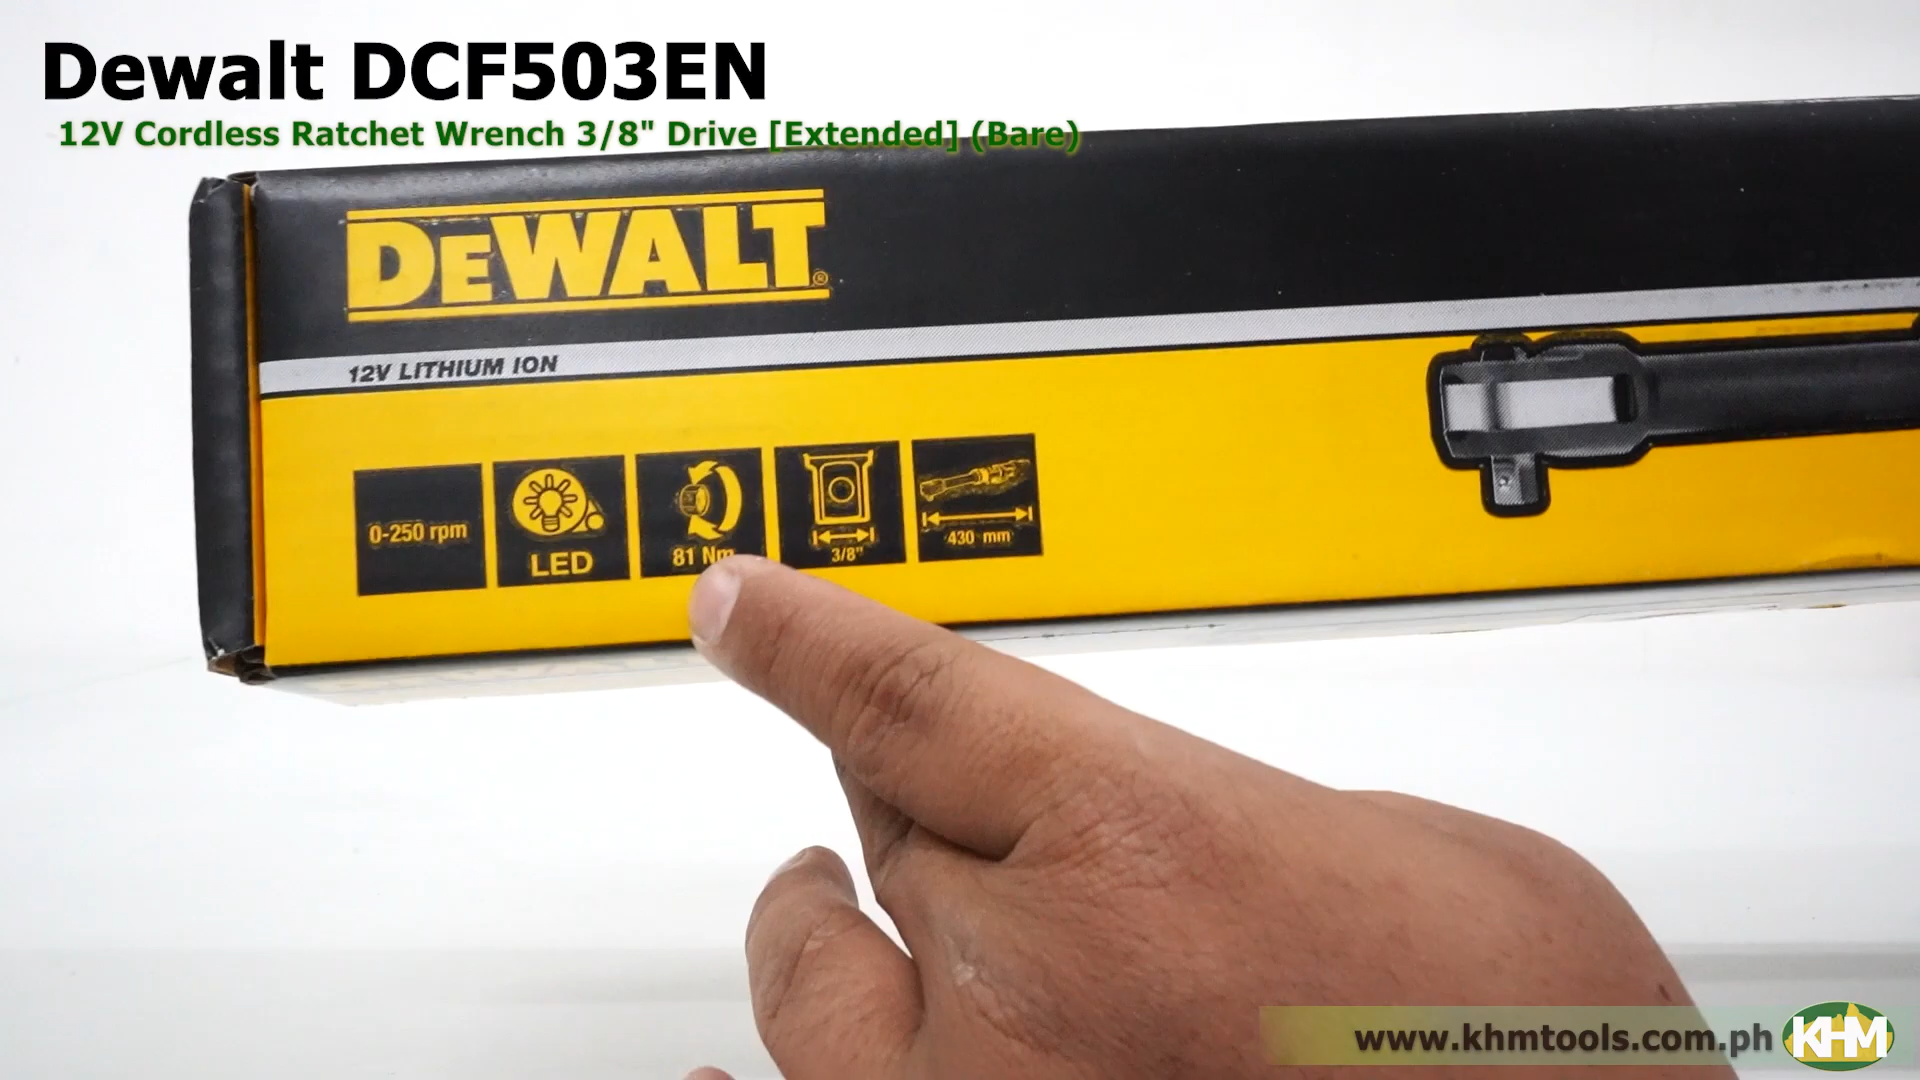 Dewalt DCF503EN
12V Cordless Ratchet Wrench 3/8" Drive [Extended] (Bare)
DEWALT®
12V LITHIUM ION
0-250 rpm
LED
81 Nm
3/8"
430 mm
www.khmtools.com.ph
KHM